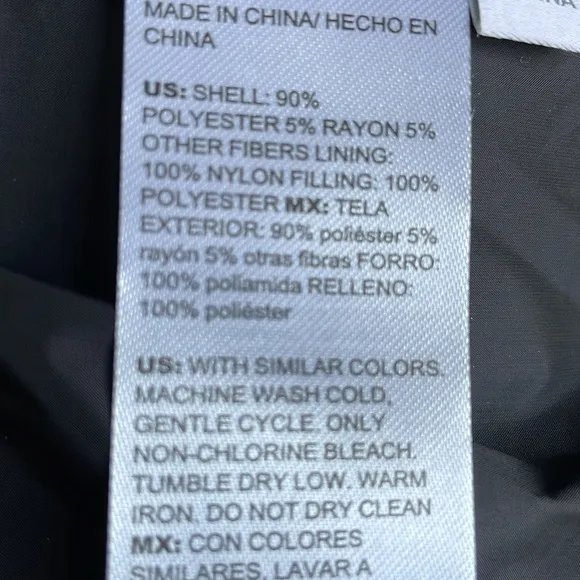 MADE IN CHINA/ HECHO EN
CHINA
US: SHELL: 90%
POLYESTER 5% RAYON 5%
OTHER FIBERS LINING:
100% NYLON FILLING: 100%
POLYESTER MX: TELA
EXTERIOR: 90% poliéster 5%
rayón 5% otras fibras FORRO:
100% poliamida RELLENO:
100% poliéster
US: WITH SIMILAR COLORS.
MACHINE WASH COLD,
GENTLE CYCLE. ONLY
NON-CHLORINE BLEACH.
TUMBLE DRY LOW. WARM
IRON. DO NOT DRY CLEAN
MX: CON COLORES
SIMILARES. LAVAR A